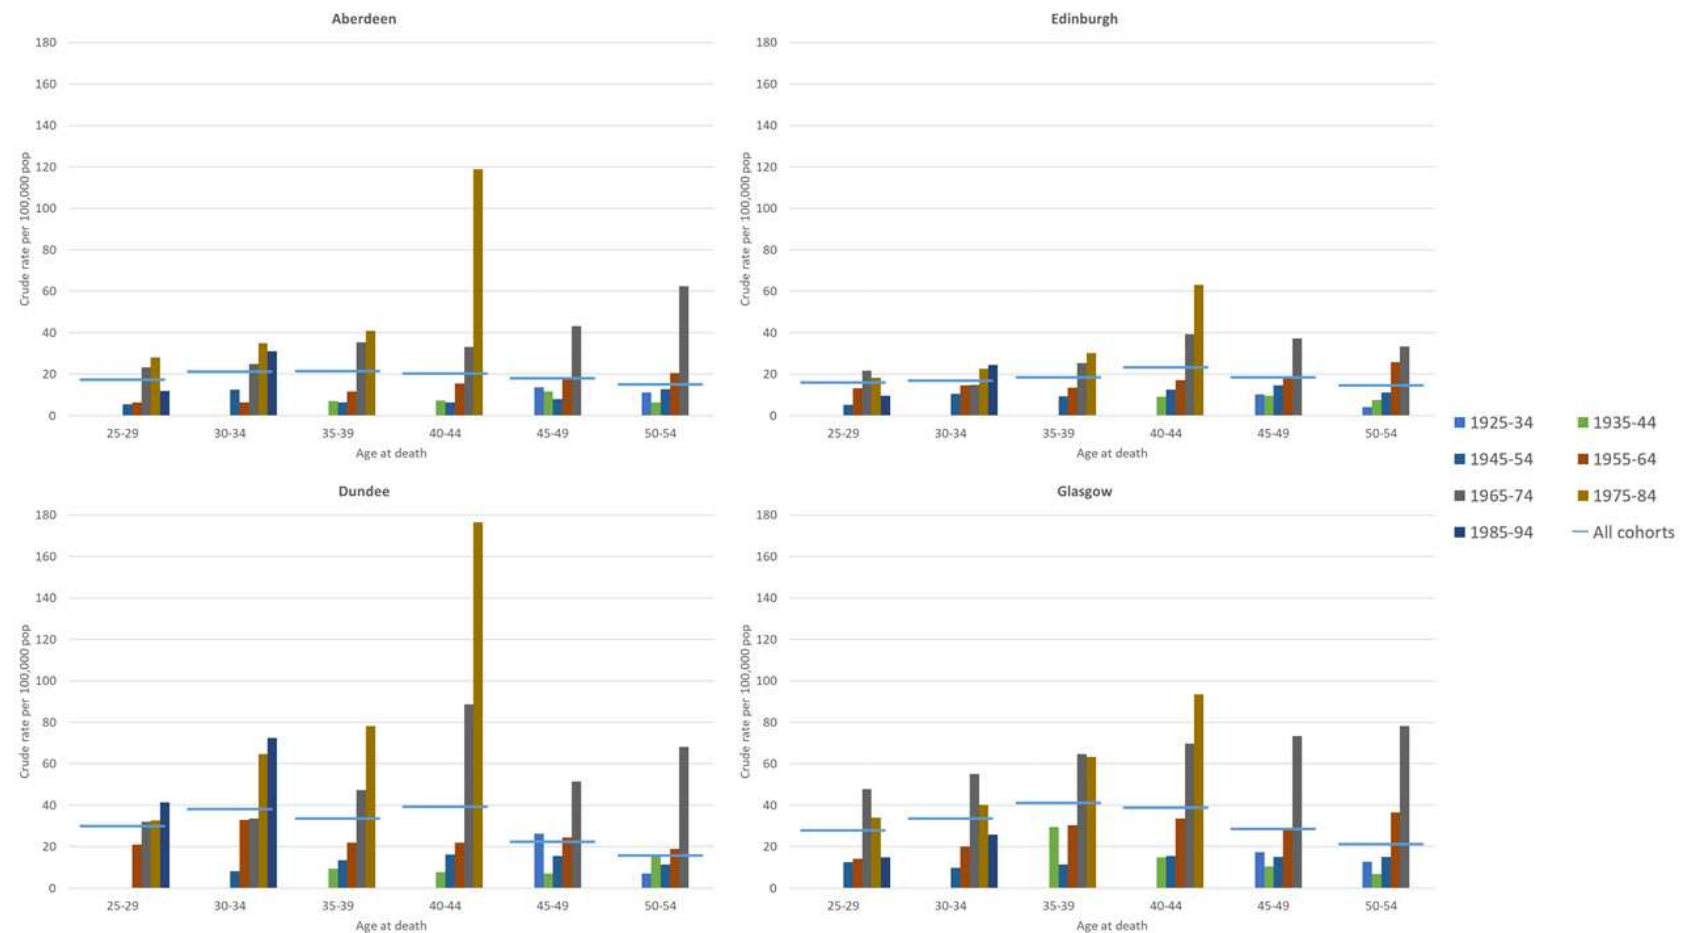 Aberdeen
180
160
140
120
100
80
60
40
20
0
Crude rate per 100,000 pop
25-29 30-34 35-39 40-44 45-49 50-54
Age at death
Edinburgh
180
160
140
120
100
80
60
40
20
0
Crude rate per 100,000 pop
25-29 30-34 35-39 40-44 45-49 50-54
Age at death
Dundee
180
160
140
120
100
80
60
40
20
0
Crude rate per 100,000 pop
25-29 30-34 35-39 40-44 45-49 50-54
Age at death
Glasgow
180
160
140
120
100
80
60
40
20
0
Crude rate per 100,000 pop
25-29 30-34 35-39 40-44 45-49 50-54
Age at death
1925-34 1935-44
1945-54 1955-64
1965-74 1975-84
1985-94 All cohorts